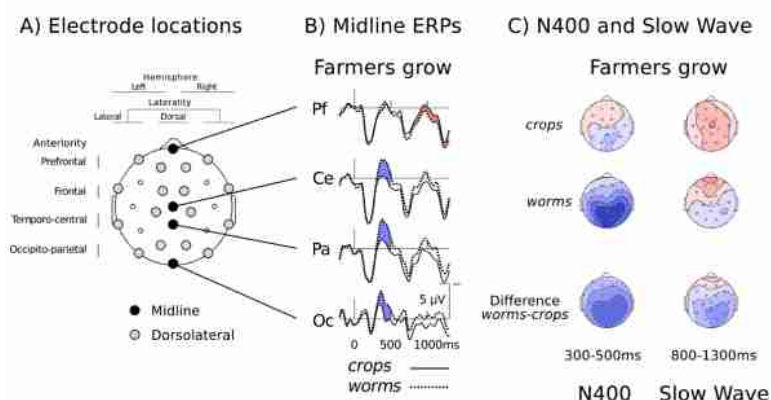 A) Electrode locations
Hemisphere
Left Right
Laterality
Lateral Dorsal
Anteriority
Prefrontal
Frontal
Temporo-central
Occipito-parietal
Midline
Dorsolateral
B) Midline ERPs
Farmers grow
Pf
Ce
Pa
Oc
5 µV
0 500 1000ms
crops
worms
C) N400 and Slow Wave
Farmers grow
crops
worms
Difference
worms-crops
300-500ms 800-1300ms
N400 Slow Wave